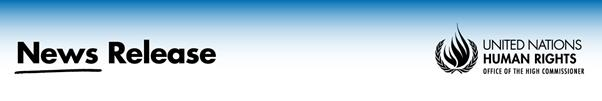 News Release
UNITED NATIONS
HUMAN RIGHTS
OFFICE OF THE HIGH COMMISSIONER